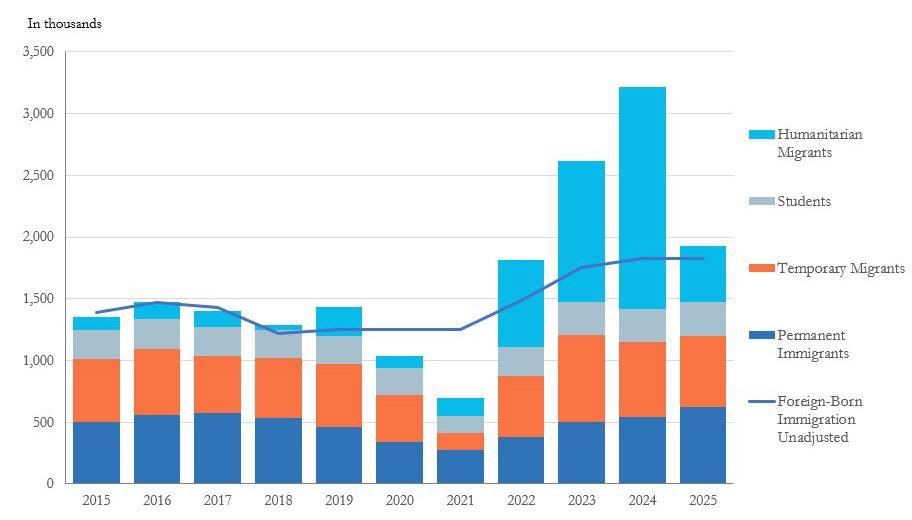 In thousands
3,500
3,000
2,500
2,000
1,500
1,000
500
0
2015 2016 2017 2018 2019 2020 2021 2022 2023 2024 2025
Humanitarian
Migrants
Students
Temporary Migrants
Permanent
Immigrants
Foreign-Born
Immigration
Unadjusted